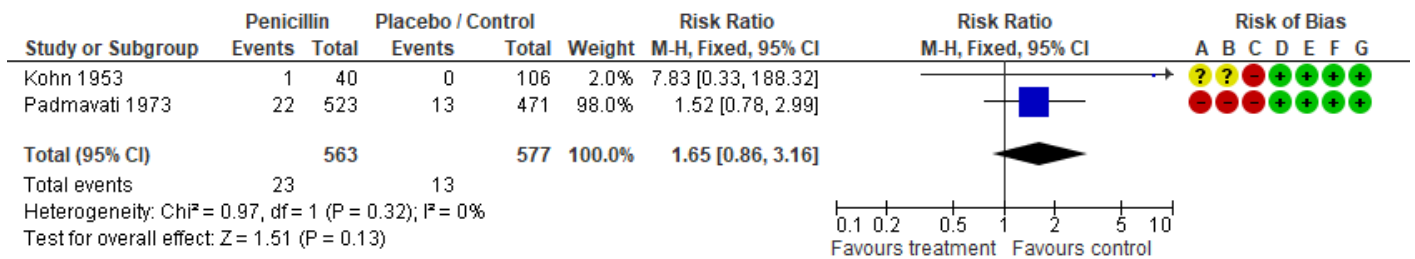 Penicillin Placebo / Control Risk Ratio Risk Ratio Risk of Bias
Study or Subgroup Events Total Events Total Weight M-H, Fixed, 95% CI M-H, Fixed, 95% CI A B C D E F G
Kohn 1953 1 40 0 106 2.0% 7.83 [0.33, 188.32] ? ? - + + + +
Padmavati 1973 22 523 13 471 98.0% 1.52 [0.78, 2.99] - - - + + + +
Total (95% CI) 563 577 100.0% 1.65 [0.86, 3.16]
Total events 23 13
Heterogeneity: Chi² = 0.97, df = 1 (P = 0.32); I² = 0%
Test for overall effect: Z = 1.51 (P = 0.13)
0.1 0.2 0.5 1 2 5 10
Favours treatment Favours control